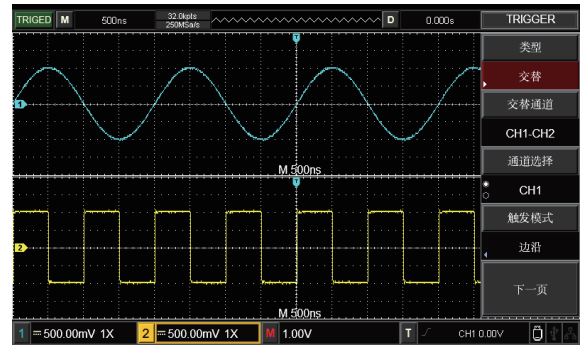 TRIGED M 500ns 32.0kpts D 0.000s TRIGGER
250MSa/s
类型
T
交替
1
交替通道
CH1-CH2
通道选择
M 500ns
T
CH1
触发模式
2
边沿
下一页
M 500ns
1 500.00mV 1X 2 500.00mV 1X M 1.00V T CH1 0.00V